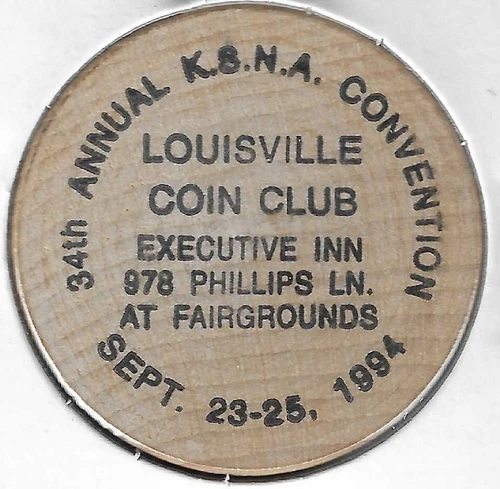 34th ANNUAL K.S.N.A. CONVENTION
LOUISVILLE
COIN CLUB
EXECUTIVE INN
978 PHILLIPS LN.
AT FAIRGROUNDS
SEPT. 23-25, 1994